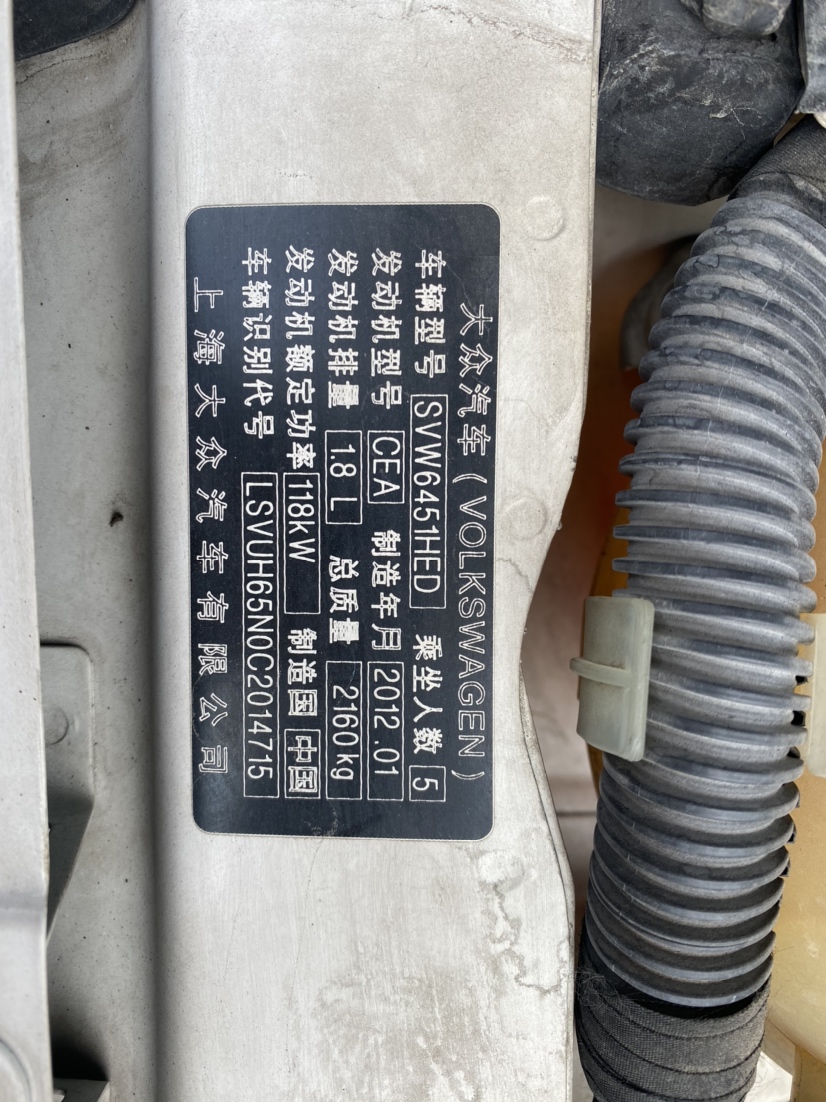 大众汽车(VOLKSWAGEN)
车辆型号 SVW6451HED 乘坐人数 5
发动机型号 CEA 制造年月 2012.01
发动机排量 1.8 L 总质量 2160kg
发动机额定功率 118kW 制造国 中国
车辆识别代号 LSVUH65N0C2014715
上海大众汽车有限公司